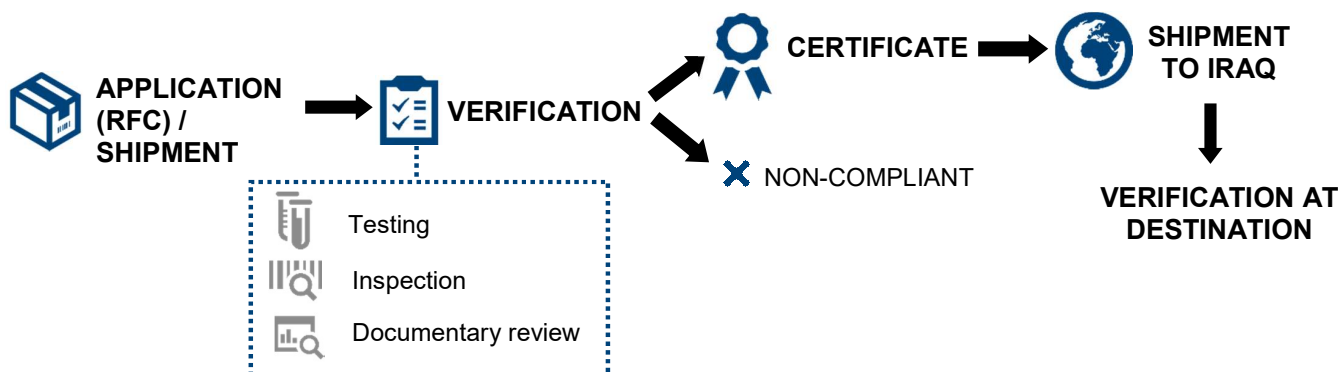 APPLICATION
(RFC) /
SHIPMENT
VERIFICATION
Testing
Inspection
Documentary review
CERTIFICATE
NON-COMPLIANT
SHIPMENT
TO IRAQ
VERIFICATION AT
DESTINATION